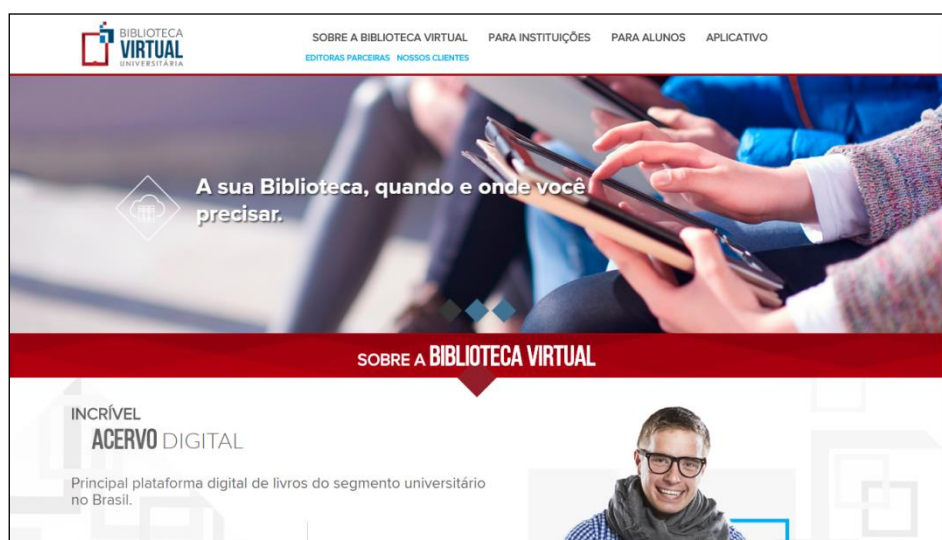 BIBLIOTECA
VIRTUAL
UNIVERSITÁRIA
SOBRE A BIBLIOTECA VIRTUAL PARA INSTITUIÇÕES PARA ALUNOS APLICATIVO
EDITORAS PARCEIRAS NOSSOS CLIENTES
A sua Biblioteca, quando e onde você
precisar.
SOBRE A BIBLIOTECA VIRTUAL
INCRÍVEL
ACERVO DIGITAL
Principal plataforma digital de livros do segmento universitário
no Brasil.